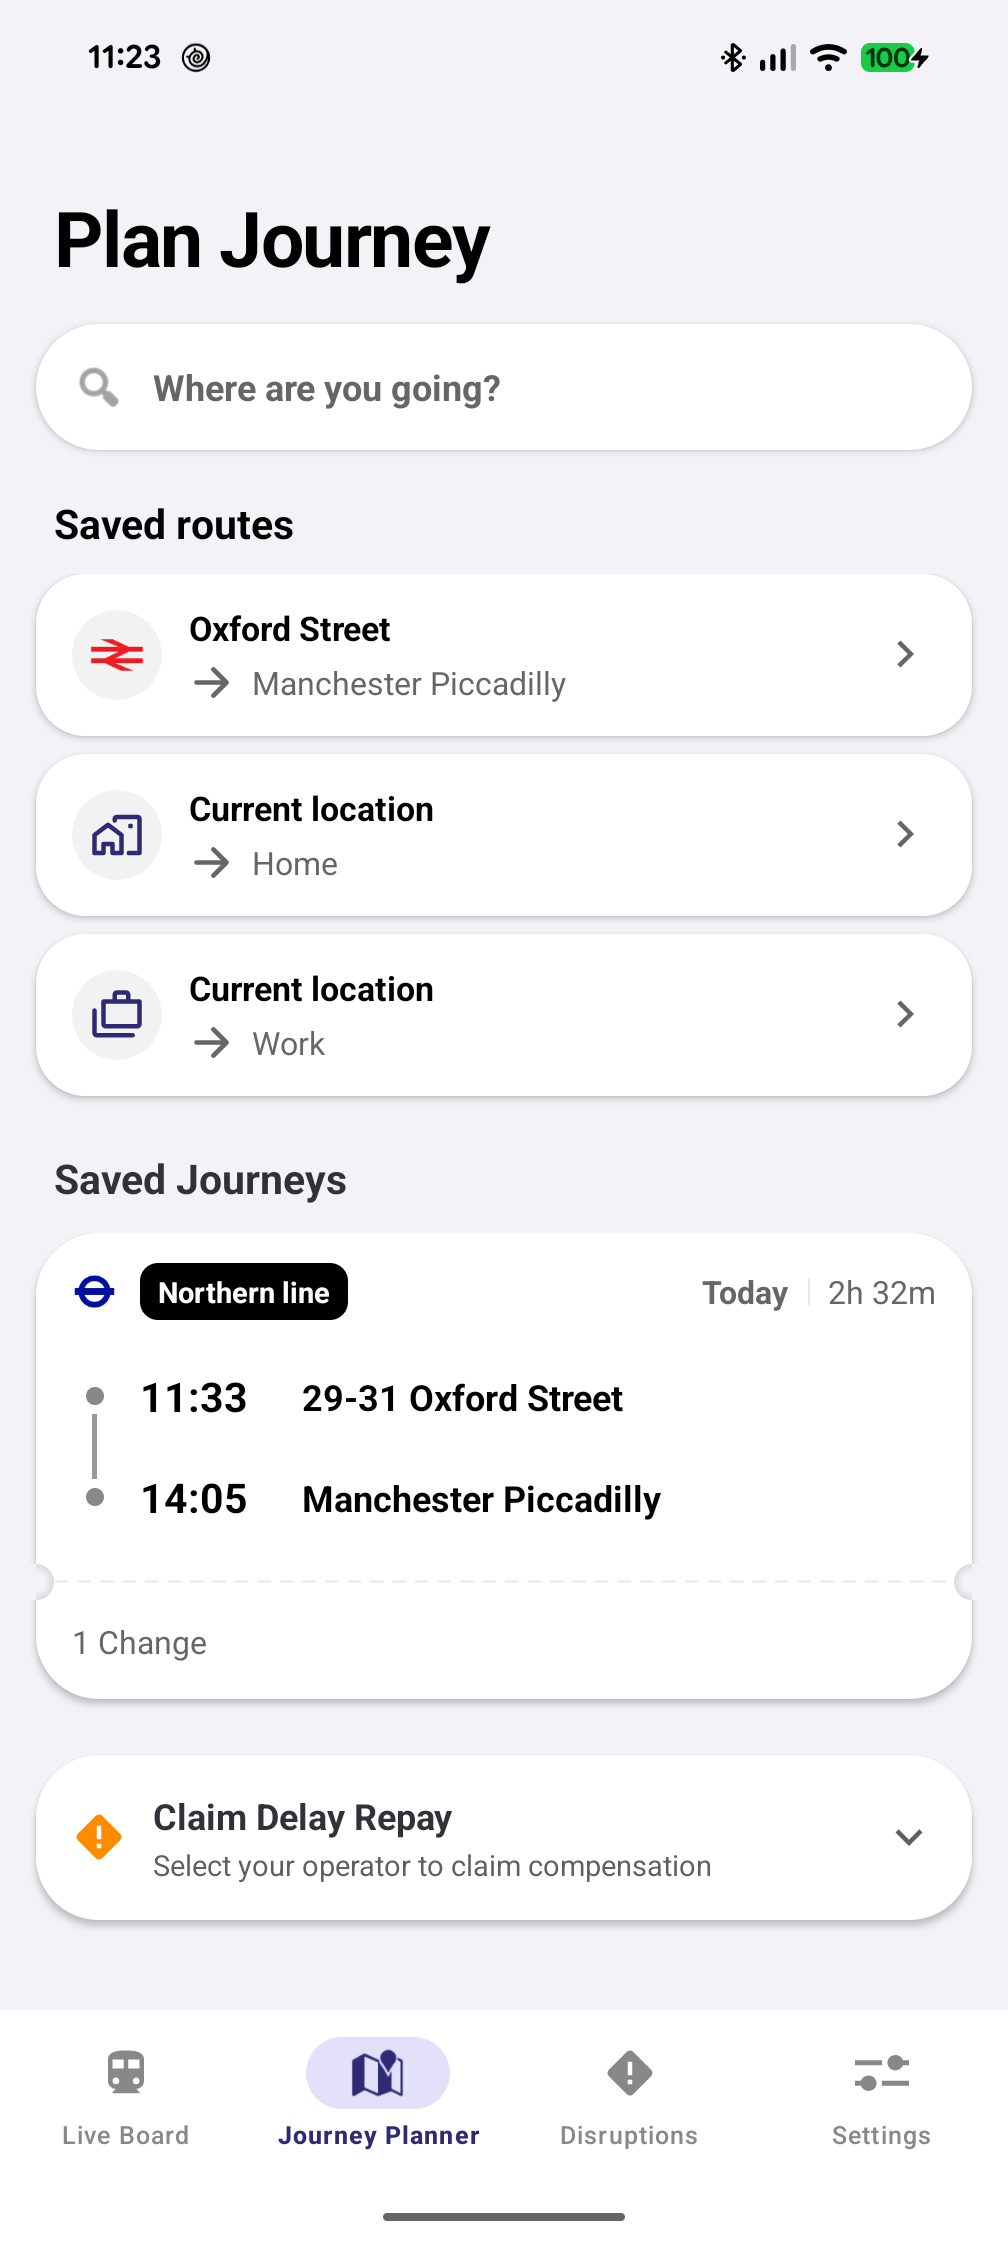 11:23
100
Plan Journey
Where are you going?
Saved routes
Oxford Street
Manchester Piccadilly
Current location
Home
Current location
Work
Saved Journeys
Northern line
Today
2h 32m
11:33 29-31 Oxford Street
14:05 Manchester Piccadilly
1 Change
Claim Delay Repay
Select your operator to claim compensation
Live Board
Journey Planner
Disruptions
Settings